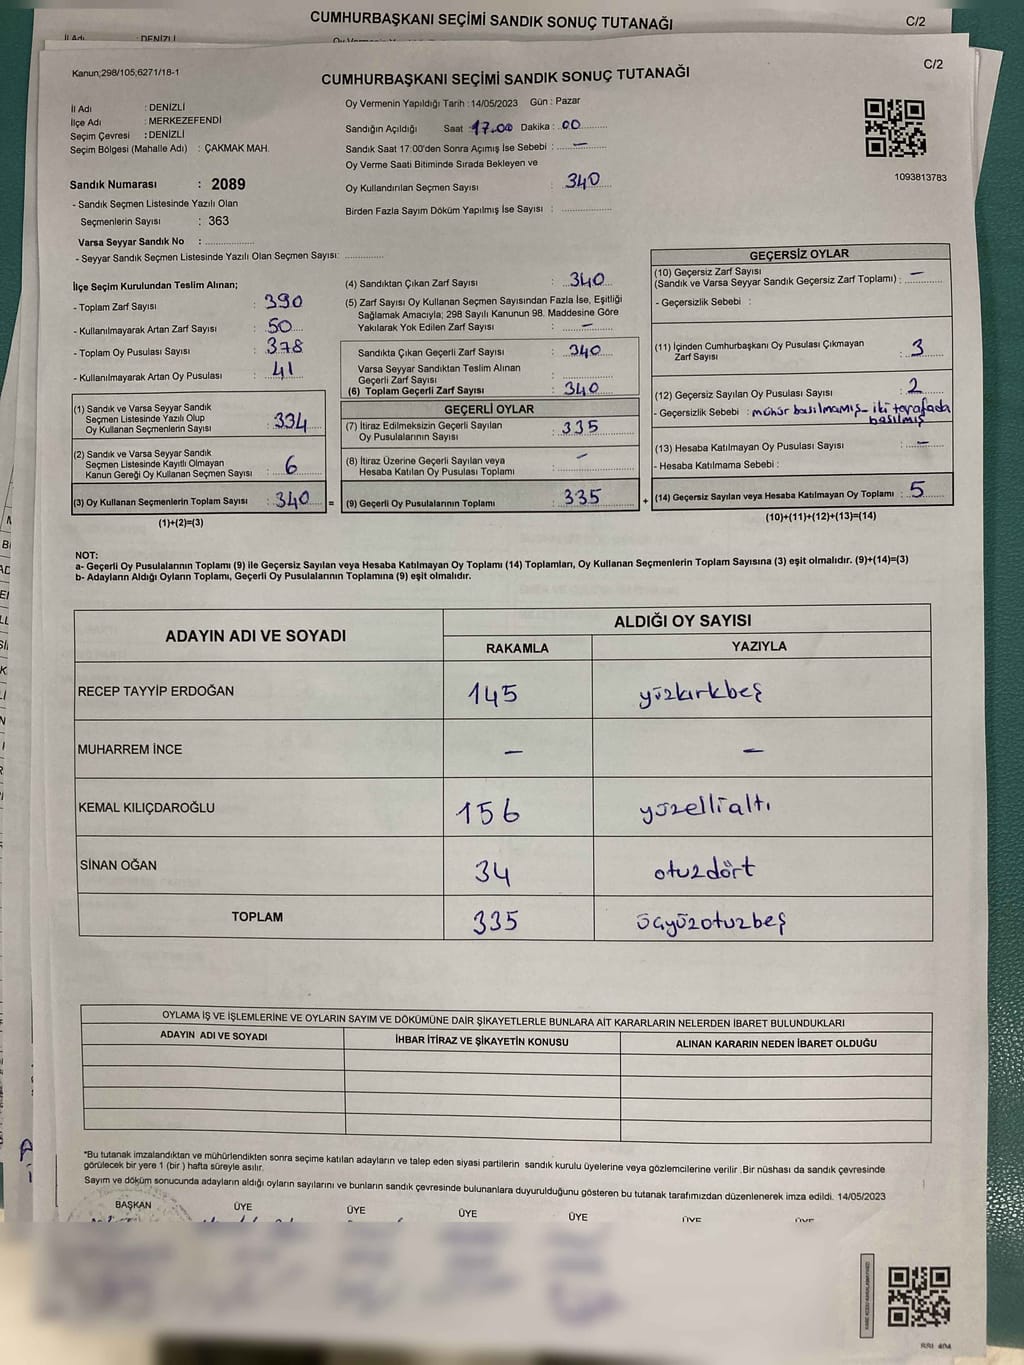 CUMHURBAŞKANI SEÇİMİ SANDIK SONUÇ TUTANAĞI
C/2
İl Adı : DENİZLİ
Kanun;298/105;6271/18-1
CUMHURBAŞKANI SEÇİMİ SANDIK SONUÇ TUTANAĞI
C/2
İl Adı : DENİZLİ
İlçe Adı : MERKEZEFENDİ
Seçim Çevresi : DENİZLİ
Seçim Bölgesi (Mahalle Adı) : ÇAKMAK MAH.
Sandık Numarası : 2089
- Sandık Seçmen Listesinde Yazılı Olan
Seçmenlerin Sayısı : 363
Varsa Seyyar Sandık No : ..................
- Seyyar Sandık Seçmen Listesinde Yazılı Olan Seçmen Sayısı: .............
Oy Vermenin Yapıldığı Tarih : 14/05/2023 Gün : Pazar
Sandığın Açıldığı Saat : 17.00 Dakika : 00
Sandık Saat 17:00'den Sonra Açımış İse Sebebi : —
Oy Verme Saati Bitiminde Sırada Bekleyen ve
Oy Kullandırılan Seçmen Sayısı : 340
Birden Fazla Sayım Döküm Yapılmış İse Sayısı : ..................
1093813783
İlçe Seçim Kurulundan Teslim Alınan;
- Toplam Zarf Sayısı : 390
- Kullanılmayarak Artan Zarf Sayısı : 50
- Toplam Oy Pusulası Sayısı : 378
- Kullanılmayarak Artan Oy Pusulası : 41
(1) Sandık ve Varsa Seyyar Sandık
Seçmen Listesinde Yazılı Olup
Oy Kullanan Seçmenlerin Sayısı : 334
(2) Sandık ve Varsa Seyyar Sandık
Seçmen Listesinde Kayıtlı Olmayan
Kanun Gereği Oy Kullanan Seçmen Sayısı : 6
(3) Oy Kullanan Seçmenlerin Toplam Sayısı : 340 =
(1)+(2)=(3)
(4) Sandıktan Çıkan Zarf Sayısı : 340
(5) Zarf Sayısı Oy Kullanan Seçmen Sayısından Fazla İse, Eşitliği
Sağlamak Amacıyla; 298 Sayılı Kanunun 98. Maddesine Göre
Yakılarak Yok Edilen Zarf Sayısı : —
Sandıkta Çıkan Geçerli Zarf Sayısı : 340
Varsa Seyyar Sandıktan Teslim Alınan
Geçerli Zarf Sayısı :
(6) Toplam Geçerli Zarf Sayısı : 340
GEÇERLİ OYLAR
(7) İtiraz Edilmeksizin Geçerli Sayılan
Oy Pusulalarının Sayısı : 335
(8) İtiraz Üzerine Geçerli Sayılan veya
Hesaba Katılan Oy Pusulası Toplamı : —
(9) Geçerli Oy Pusulalarının Toplamı : 335 +
GEÇERSİZ OYLAR
(10) Geçersiz Zarf Sayısı
(Sandık ve Varsa Seyyar Sandık Geçersiz Zarf Toplamı) : —
- Geçersizlik Sebebi :
(11) İçinden Cumhurbaşkanı Oy Pusulası Çıkmayan
Zarf Sayısı : 3
(12) Geçersiz Sayılan Oy Pusulası Sayısı : 2
- Geçersizlik Sebebi : mühür basılmamış - iki tarafada
basılmış
(13) Hesaba Katılmayan Oy Pusulası Sayısı : —
- Hesaba Katılmama Sebebi :
(14) Geçersiz Sayılan veya Hesaba Katılmayan Oy Toplamı : 5
(10)+(11)+(12)+(13)=(14)
NOT:
a- Geçerli Oy Pusulalarının Toplamı (9) ile Geçersiz Sayılan veya Hesaba Katılmayan Oy Toplamı (14) Toplamları, Oy Kullanan Seçmenlerin Toplam Sayısına (3) eşit olmalıdır. (9)+(14)=(3)
b- Adayların Aldığı Oyların Toplamı, Geçerli Oy Pusulalarının Toplamına (9) eşit olmalıdır.
ADAYIN ADI VE SOYADI ALDIĞI OY SAYISI
RAKAMLA YAZIYLA
RECEP TAYYİP ERDOĞAN 145 yüzkırkbeş
MUHARREM İNCE — —
KEMAL KILIÇDAROĞLU 156 yüzellialtı
SİNAN OĞAN 34 otuzdört
TOPLAM 335 üçyüzotuzbeş
OYLAMA İŞ VE İŞLEMLERİNE VE OYLARIN SAYIM VE DÖKÜMÜNE DAİR ŞİKAYETLERLE BUNLARA AİT KARARLARIN NELERDEN İBARET BULUNDUKLARI
ADAYIN ADI VE SOYADI İHBAR İTİRAZ VE ŞİKAYETİN KONUSU ALINAN KARARIN NEDEN İBARET OLDUĞU
*Bu tutanak imzalandıktan ve mühürlendikten sonra seçime katılan adayların ve talep eden siyasi partilerin sandık kurulu üyelerine veya gözlemcilerine verilir .Bir nüshası da sandık çevresinde
görülecek bir yere 1 (bir ) hafta süreyle asılır.
Sayım ve döküm sonucunda adayların aldığı oyların sayılarını ve bunların sandık çevresinde bulunanlara duyurulduğunu gösteren bu tutanak tarafımızdan düzenlenerek imza edildi. 14/05/2023
BAŞKAN ÜYE ÜYE ÜYE ÜYE ÜYE ÜYE